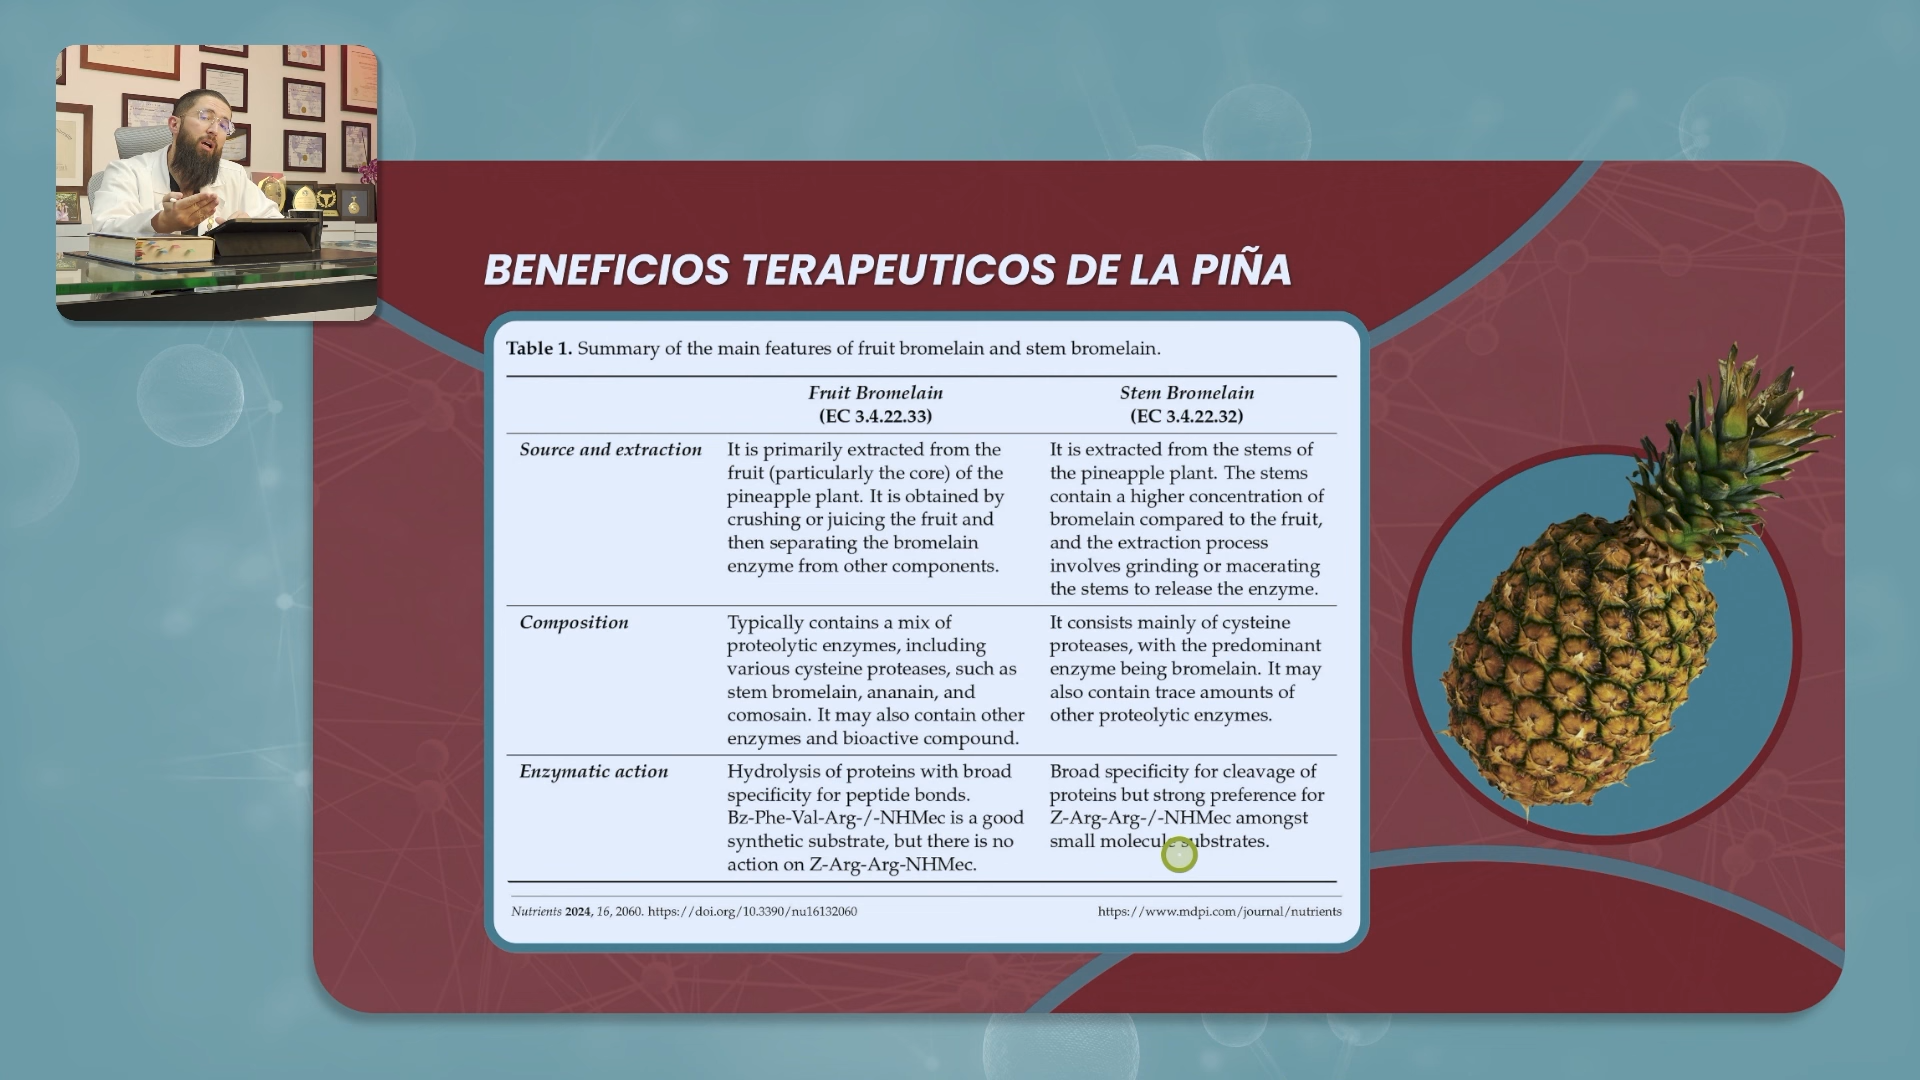 BENEFICIOS TERAPEUTICOS DE LA PIÑA
Table 1. Summary of the main features of fruit bromelain and stem bromelain.
Fruit Bromelain
(EC 3.4.22.33)
Stem Bromelain
(EC 3.4.22.32)
Source and extraction
It is primarily extracted from the
fruit (particularly the core) of the
pineapple plant. It is obtained by
crushing or juicing the fruit and
then separating the bromelain
enzyme from other components.
It is extracted from the stems of
the pineapple plant. The stems
contain a higher concentration of
bromelain compared to the fruit,
and the extraction process
involves grinding or macerating
the stems to release the enzyme.
Composition
Typically contains a mix of
proteolytic enzymes, including
various cysteine proteases, such as
stem bromelain, ananain, and
comosain. It may also contain other
enzymes and bioactive compound.
It consists mainly of cysteine
proteases, with the predominant
enzyme being bromelain. It may
also contain trace amounts of
other proteolytic enzymes.
Enzymatic action
Hydrolysis of proteins with broad
specificity for peptide bonds.
Bz-Phe-Val-Arg-/-NHMec is a good
synthetic substrate, but there is no
action on Z-Arg-Arg-NHMec.
Broad specificity for cleavage of
proteins but strong preference for
Z-Arg-Arg-/-NHMec amongst
small molecule substrates.
Nutrients 2024, 16, 2060. https://doi.org/10.3390/nu16132060
https://www.mdpi.com/journal/nutrients